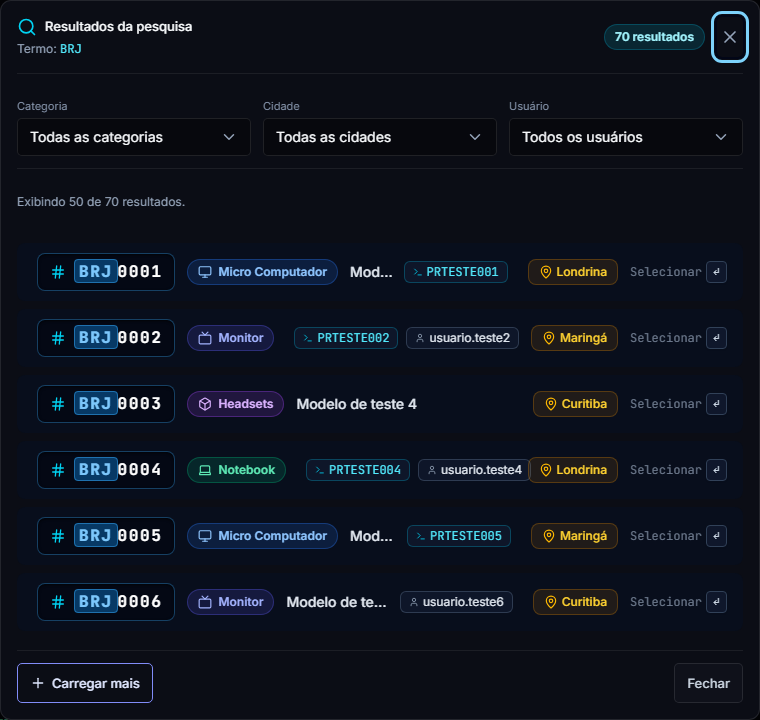 Resultados da pesquisa
Termo: BRJ
70 resultados
Categoria Cidade Usuário
Todas as categorias Todas as cidades Todos os usuários
Exibindo 50 de 70 resultados.
# BRJ0001 Micro Computador Mod... PRTESTE001 Londrina Selecionar ↵
# BRJ0002 Monitor PRTESTE002 usuario.teste2 Maringá Selecionar ↵
# BRJ0003 Headsets Modelo de teste 4 Curitiba Selecionar ↵
# BRJ0004 Notebook PRTESTE004 usuario.teste4 Londrina Selecionar ↵
# BRJ0005 Micro Computador Mod... PRTESTE005 Maringá Selecionar ↵
# BRJ0006 Monitor Modelo de te... usuario.teste6 Curitiba Selecionar ↵
+ Carregar mais Fechar